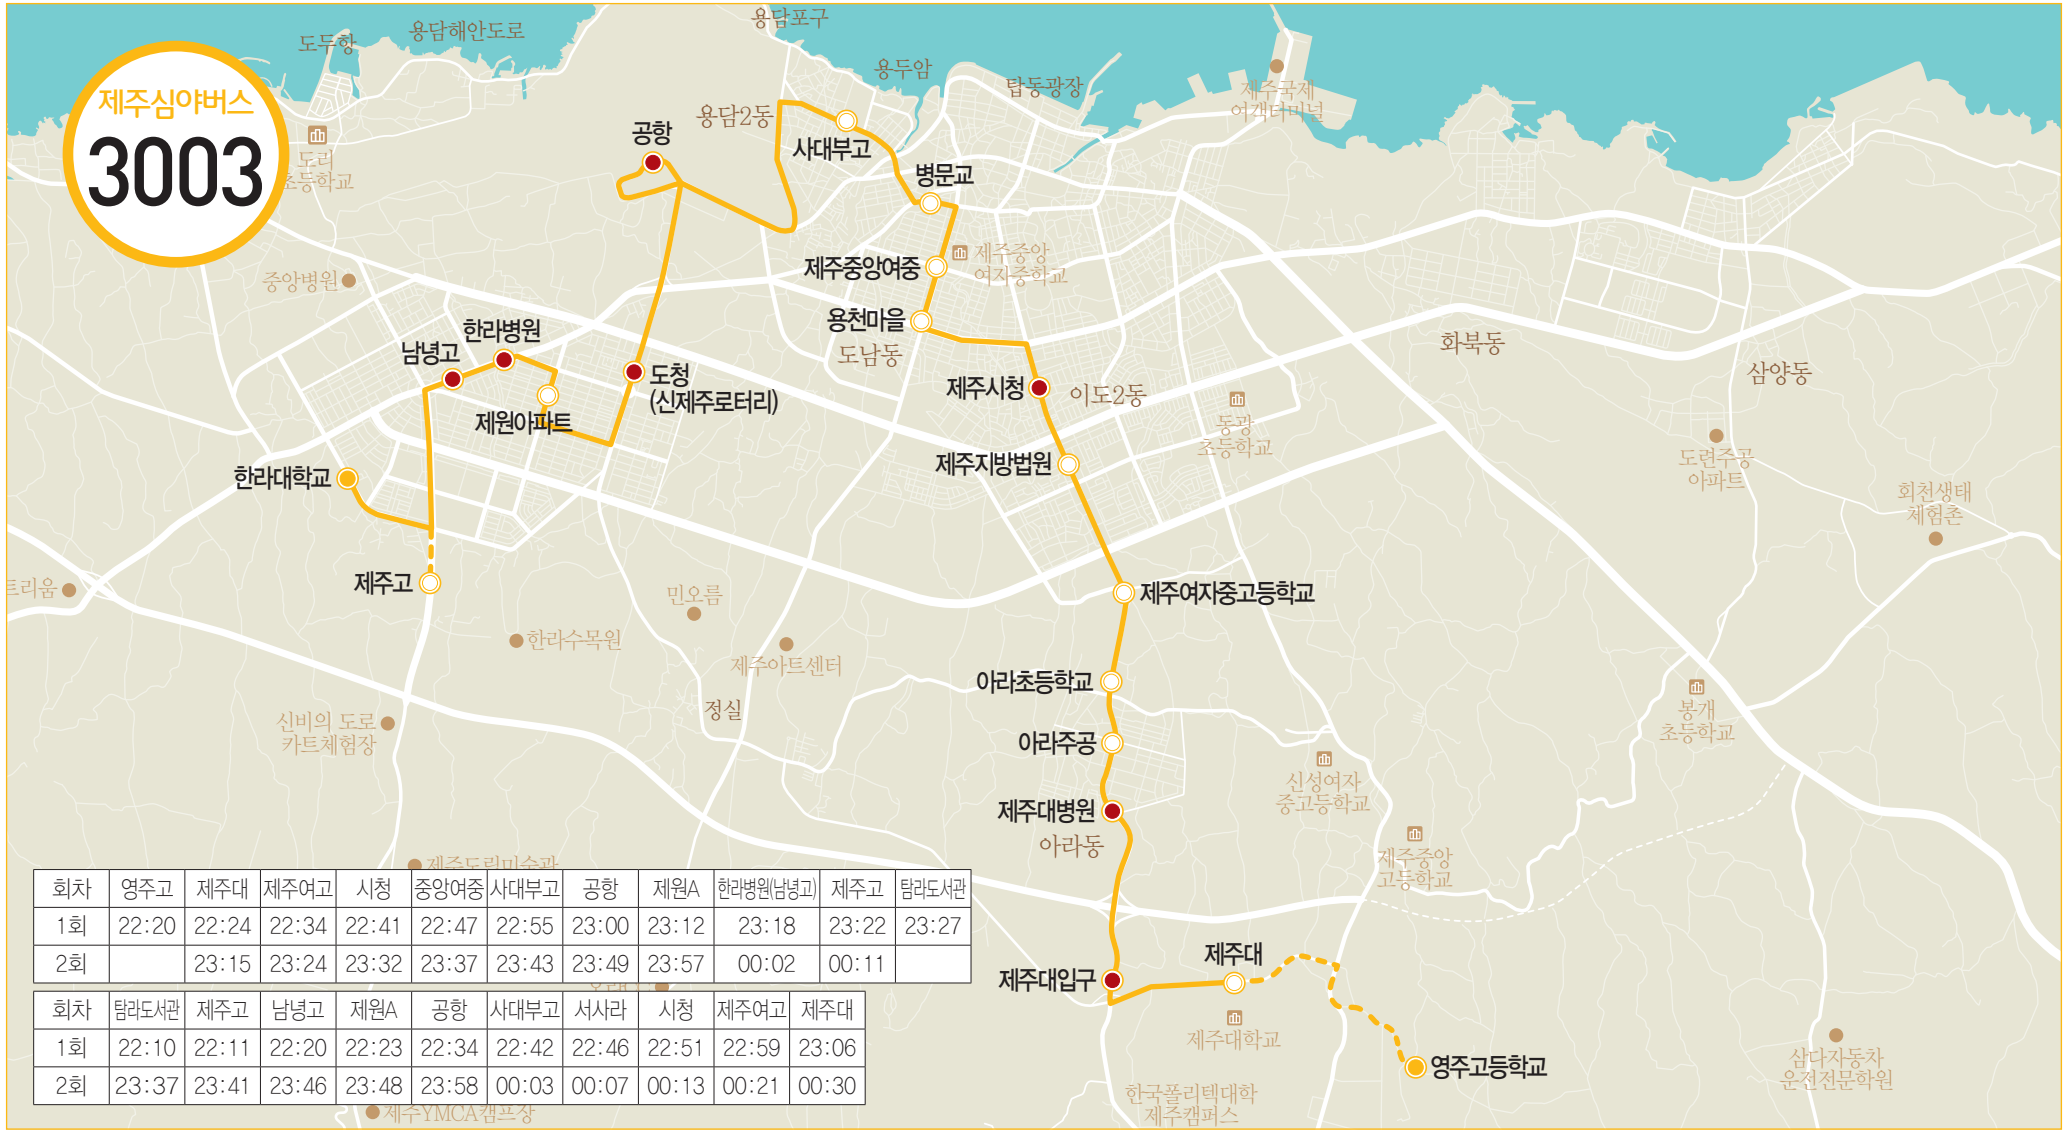 제주심야버스
3003
도두항
용담해안도로
용담포구
용두암
탑동광장
제주국제
여객터미널
도리
초등학교
용담2동
공항
사대부고
병문교
제주중앙여중
제주중앙
여자중학교
중앙병원
한라병원
남녕고
용천마을
도남동
도청
(신제주로터리)
제원아파트
제주시청
이도2동
화북동
삼양동
동광
초등학교
한라대학교
제주지방법원
도련주공
아파트
회천생태
체험촌
트리움
제주고
민오름
제주여자중고등학교
한라수목원
제주아트센터
아라초등학교
정실
신비의 도로
카트체험장
봉개
초등학교
아라주공
신성여자
중고등학교
제주대병원
아라동
제주중앙
고등학교
제주도립미술관
회차 영주고 제주대 제주여고 시청 중앙여중 사대부고 공항 제원A 한라병원(남녕고) 제주고 탐라도서관
1회 22:20 22:24 22:34 22:41 22:47 22:55 23:00 23:12 23:18 23:22 23:27
2회 23:15 23:24 23:32 23:37 23:43 23:49 23:57 00:02 00:11
회차 탐라도서관 제주고 남녕고 제원A 공항 사대부고 서사라 시청 제주여고 제주대
1회 22:10 22:11 22:20 22:23 22:34 22:42 22:46 22:51 22:59 23:06
2회 23:37 23:41 23:46 23:48 23:58 00:03 00:07 00:13 00:21 00:30
제주대
제주대입구
제주대학교
영주고등학교
삼다자동차
운전전문학원
한국폴리텍대학
제주캠퍼스
제주YMCA캠프장